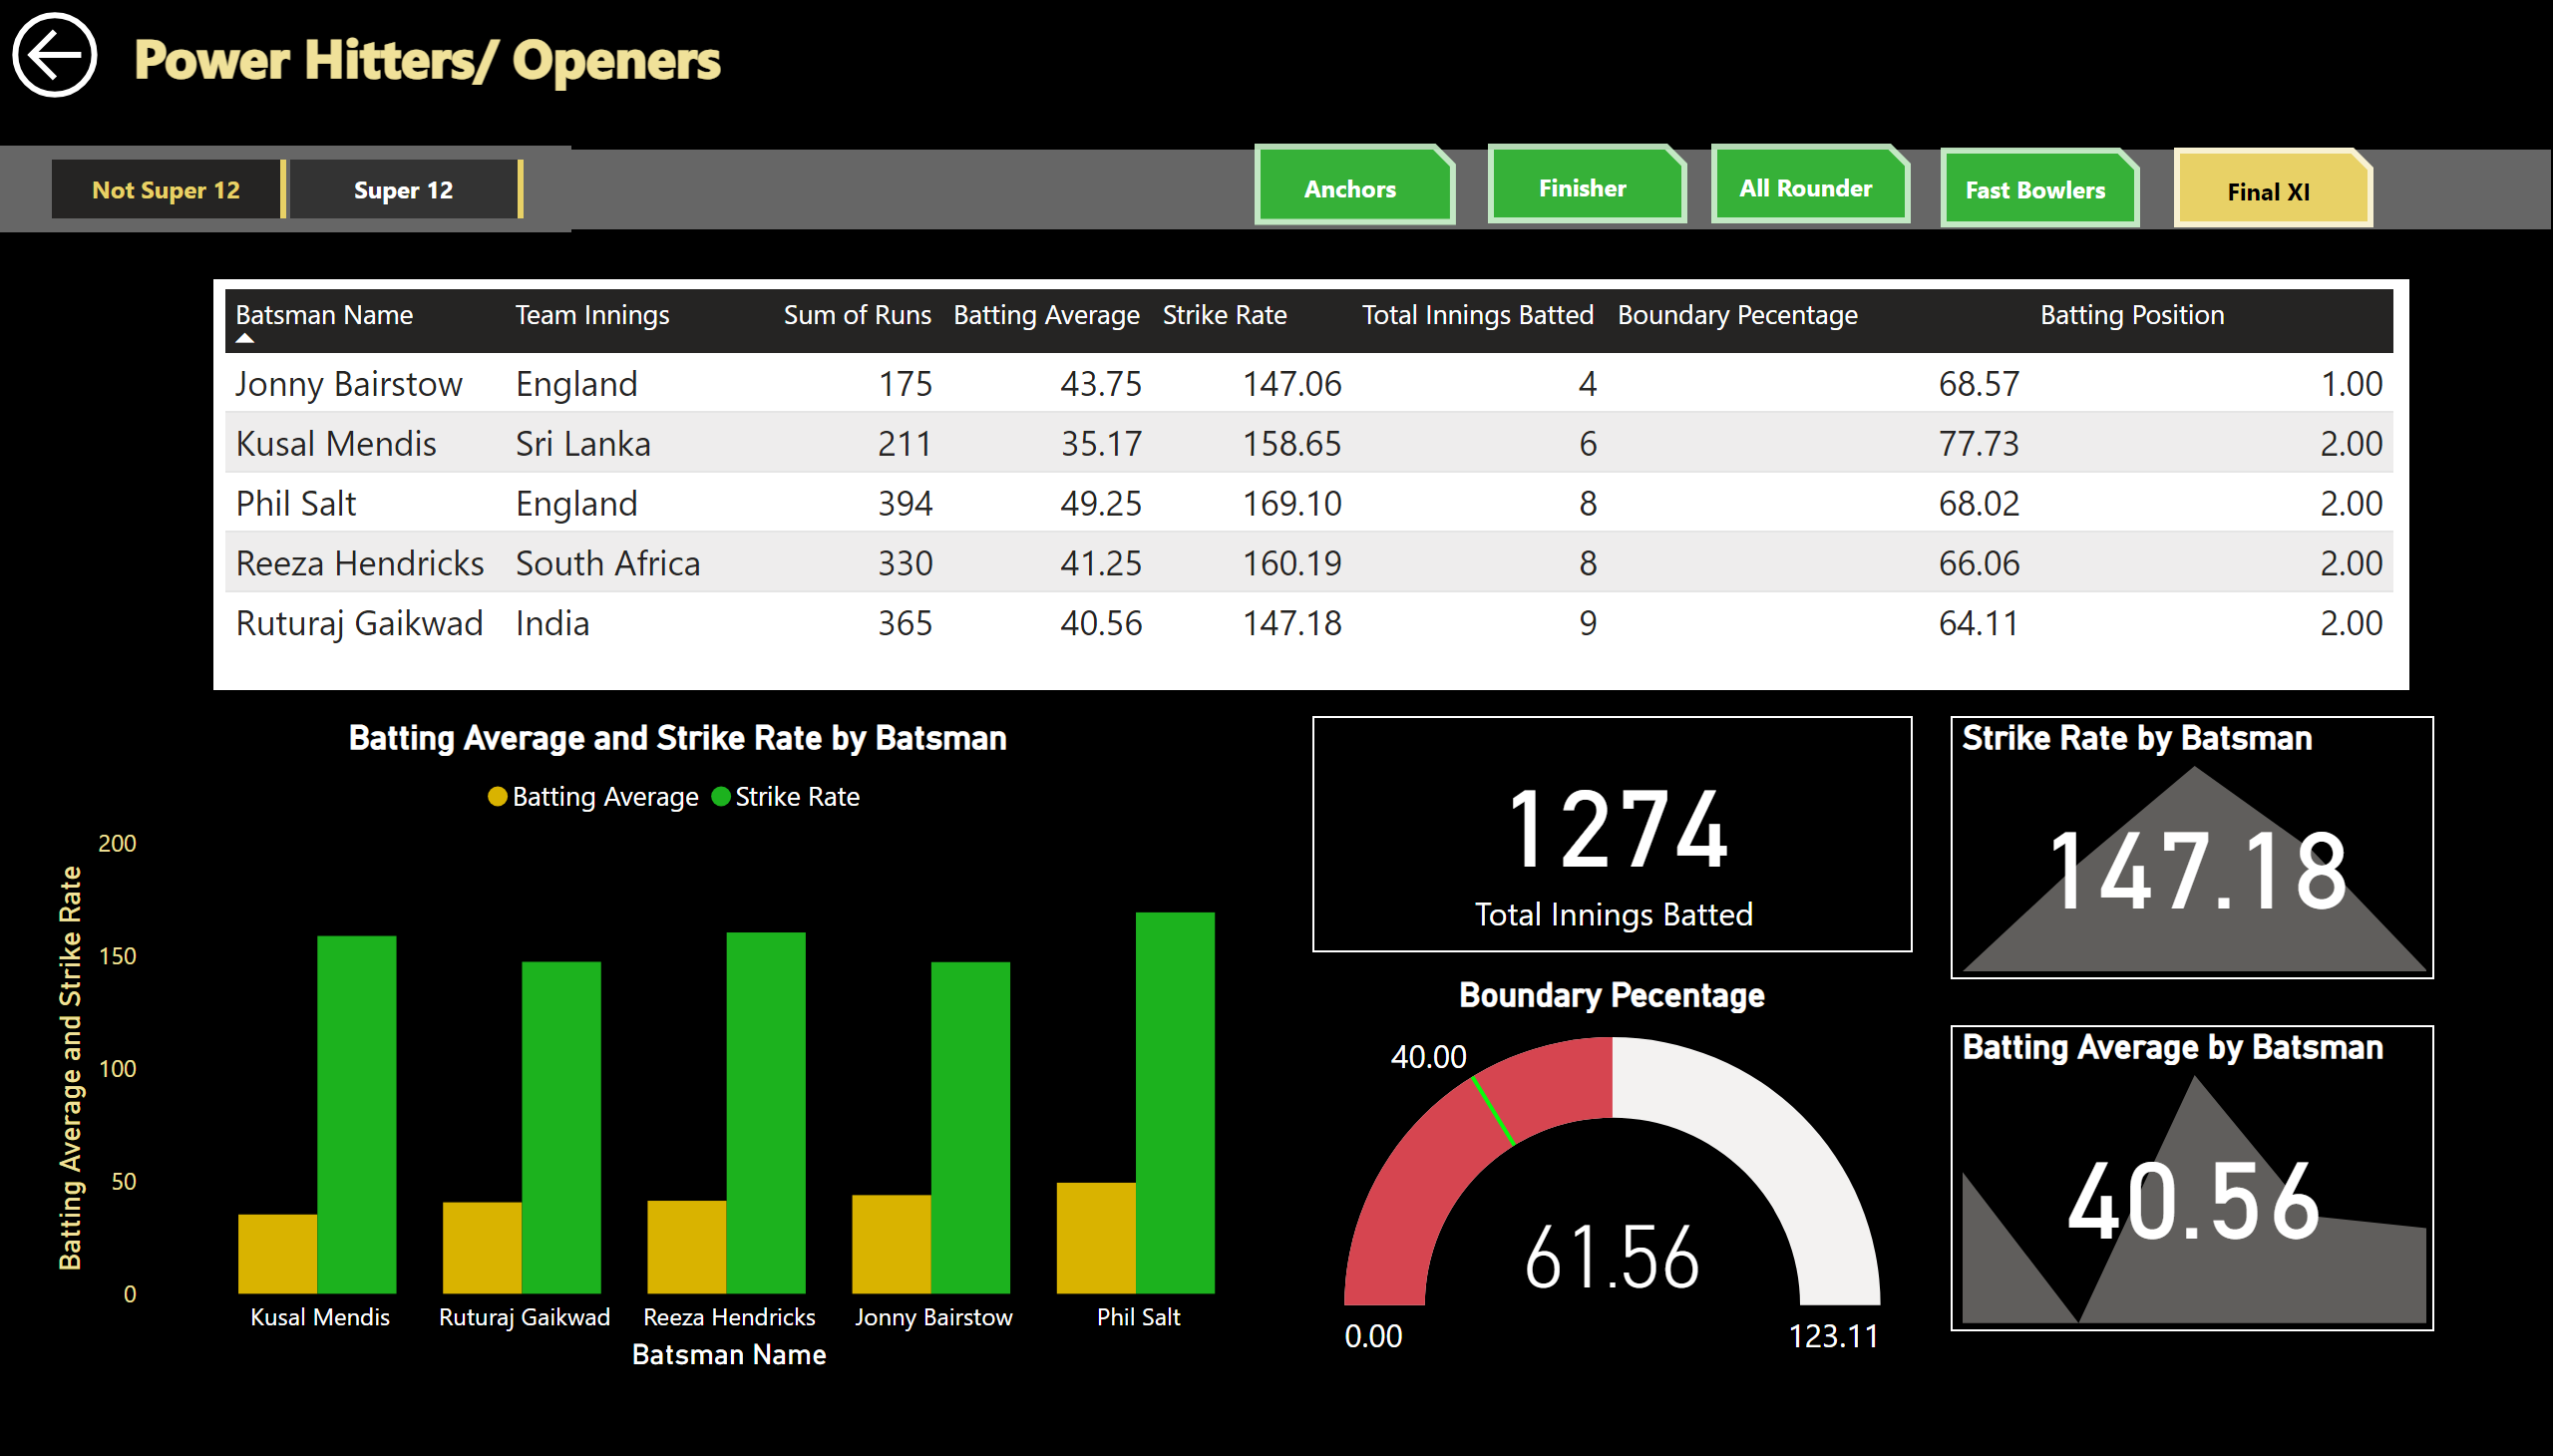 Power Hitters/ Openers
Not Super 12 Super 12 Anchors Finisher All Rounder Fast Bowlers Final XI
Batsman Name Team Innings Sum of Runs Batting Average Strike Rate Total Innings Batted Boundary Pecentage Batting Position
Jonny Bairstow England 175 43.75 147.06 4 68.57 1.00
Kusal Mendis Sri Lanka 211 35.17 158.65 6 77.73 2.00
Phil Salt England 394 49.25 169.10 8 68.02 2.00
Reeza Hendricks South Africa 330 41.25 160.19 8 66.06 2.00
Ruturaj Gaikwad India 365 40.56 147.18 9 64.11 2.00
Batting Average and Strike Rate by Batsman
Batting Average Strike Rate
Batting Average and Strike Rate
200
150
100
50
0
Kusal Mendis Ruturaj Gaikwad Reeza Hendricks Jonny Bairstow Phil Salt
Batsman Name
1274
Total Innings Batted
Boundary Pecentage
40.00
61.56
0.00 123.11
Strike Rate by Batsman
147.18
Batting Average by Batsman
40.56